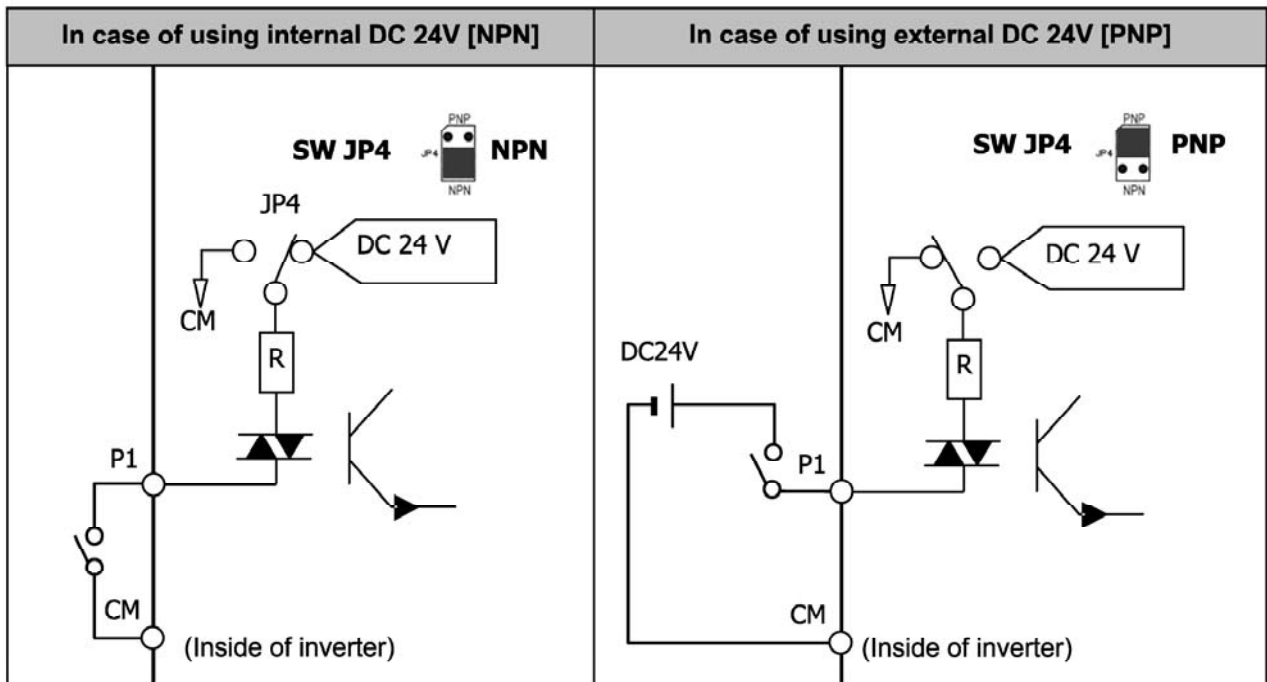 In case of using internal DC 24V [NPN]
In case of using external DC 24V [PNP]
PNP
SW JP4
JP4
NPN
NPN
JP4
DC 24 V
CM
R
P1
CM
(Inside of inverter)
PNP
SW JP4
JP4
PNP
NPN
DC 24 V
CM
DC24V
R
P1
CM
(Inside of inverter)